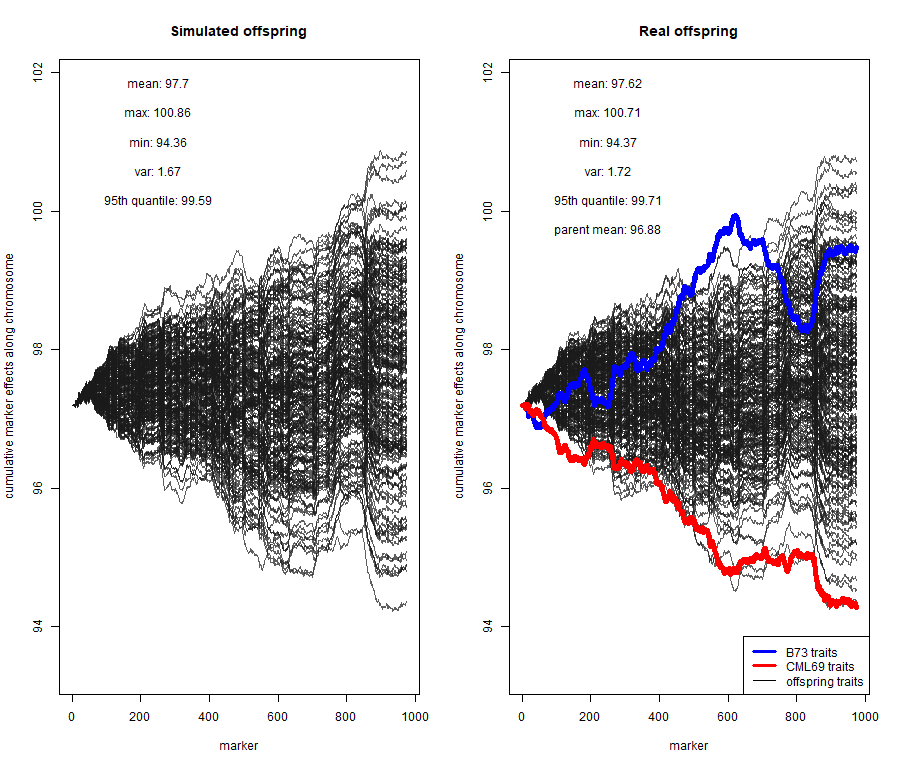 Simulated offspring
mean: 97.7
max: 100.86
min: 94.36
var: 1.67
95th quantile: 99.59
cumulative marker effects along chromosome
102
100
98
96
94
0 200 400 600 800 1000
marker
Real offspring
mean: 97.62
max: 100.71
min: 94.37
var: 1.72
95th quantile: 99.71
parent mean: 96.88
cumulative marker effects along chromosome
102
100
98
96
94
B73 traits
CML69 traits
offspring traits
0 200 400 600 800 1000
marker